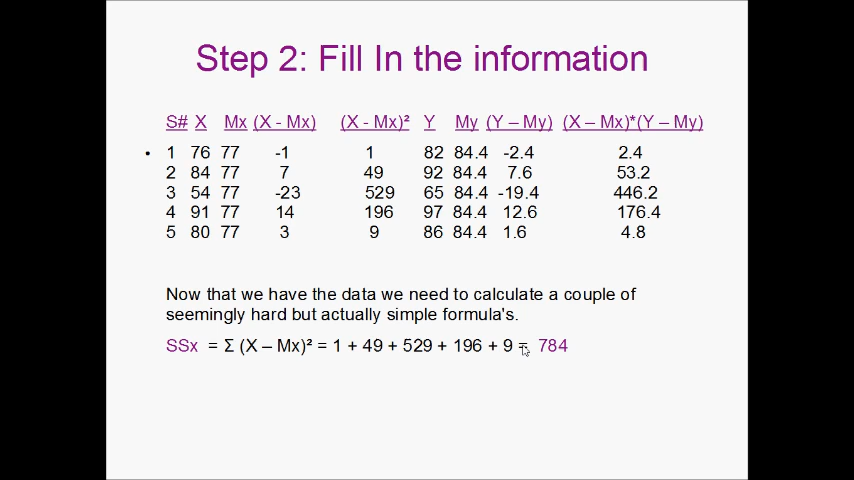 Step 2: Fill In the information
S# X Mx (X - Mx) (X - Mx)² Y My (Y – My) (X – Mx)*(Y – My)
• 1 76 77 -1 1 82 84.4 -2.4 2.4
2 84 77 7 49 92 84.4 7.6 53.2
3 54 77 -23 529 65 84.4 -19.4 446.2
4 91 77 14 196 97 84.4 12.6 176.4
5 80 77 3 9 86 84.4 1.6 4.8
Now that we have the data we need to calculate a couple of
seemingly hard but actually simple formula's.
SSx = Σ (X – Mx)² = 1 + 49 + 529 + 196 + 9 = 784